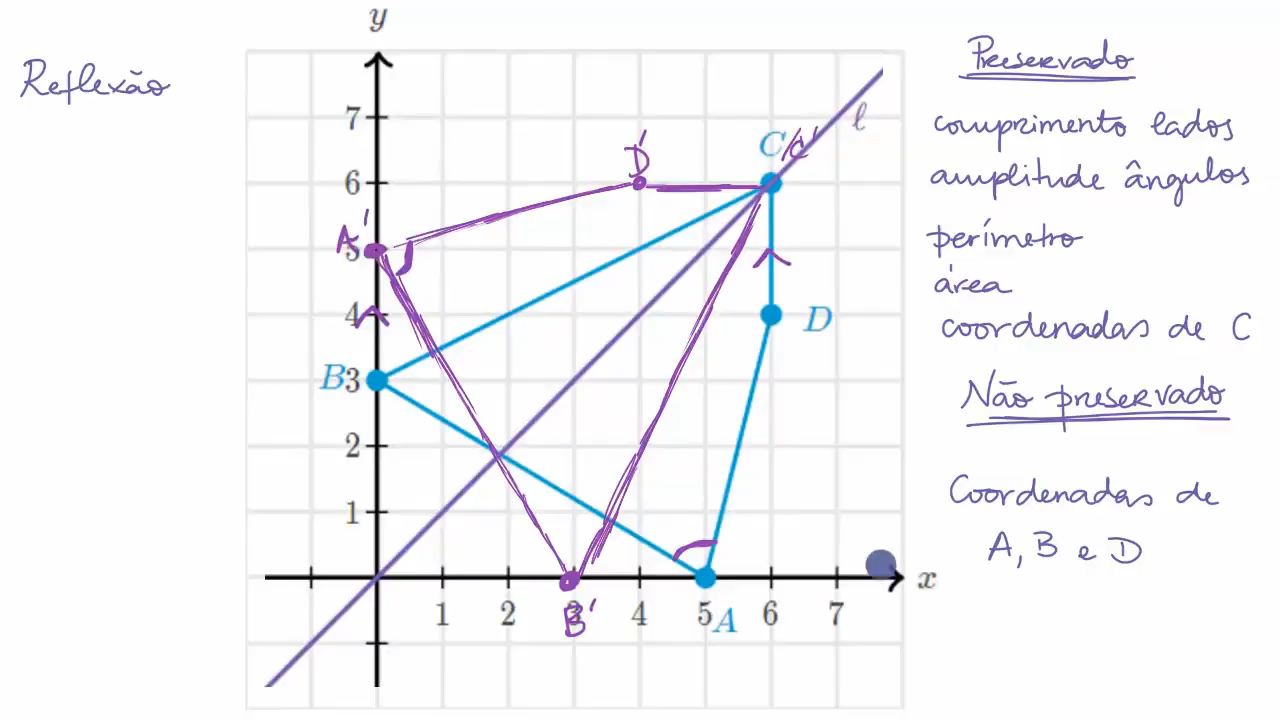 Reflexão
y
7
6
5
4
3
2
1
1 2 3 4 5 6 7
x
ℓ
A'
D'
C/C'
B
D
B'
A
Preservado
comprimento lados
amplitude ângulos
perímetro
área
coordenadas de C
Não preservado
Coordenadas de
A, B e D